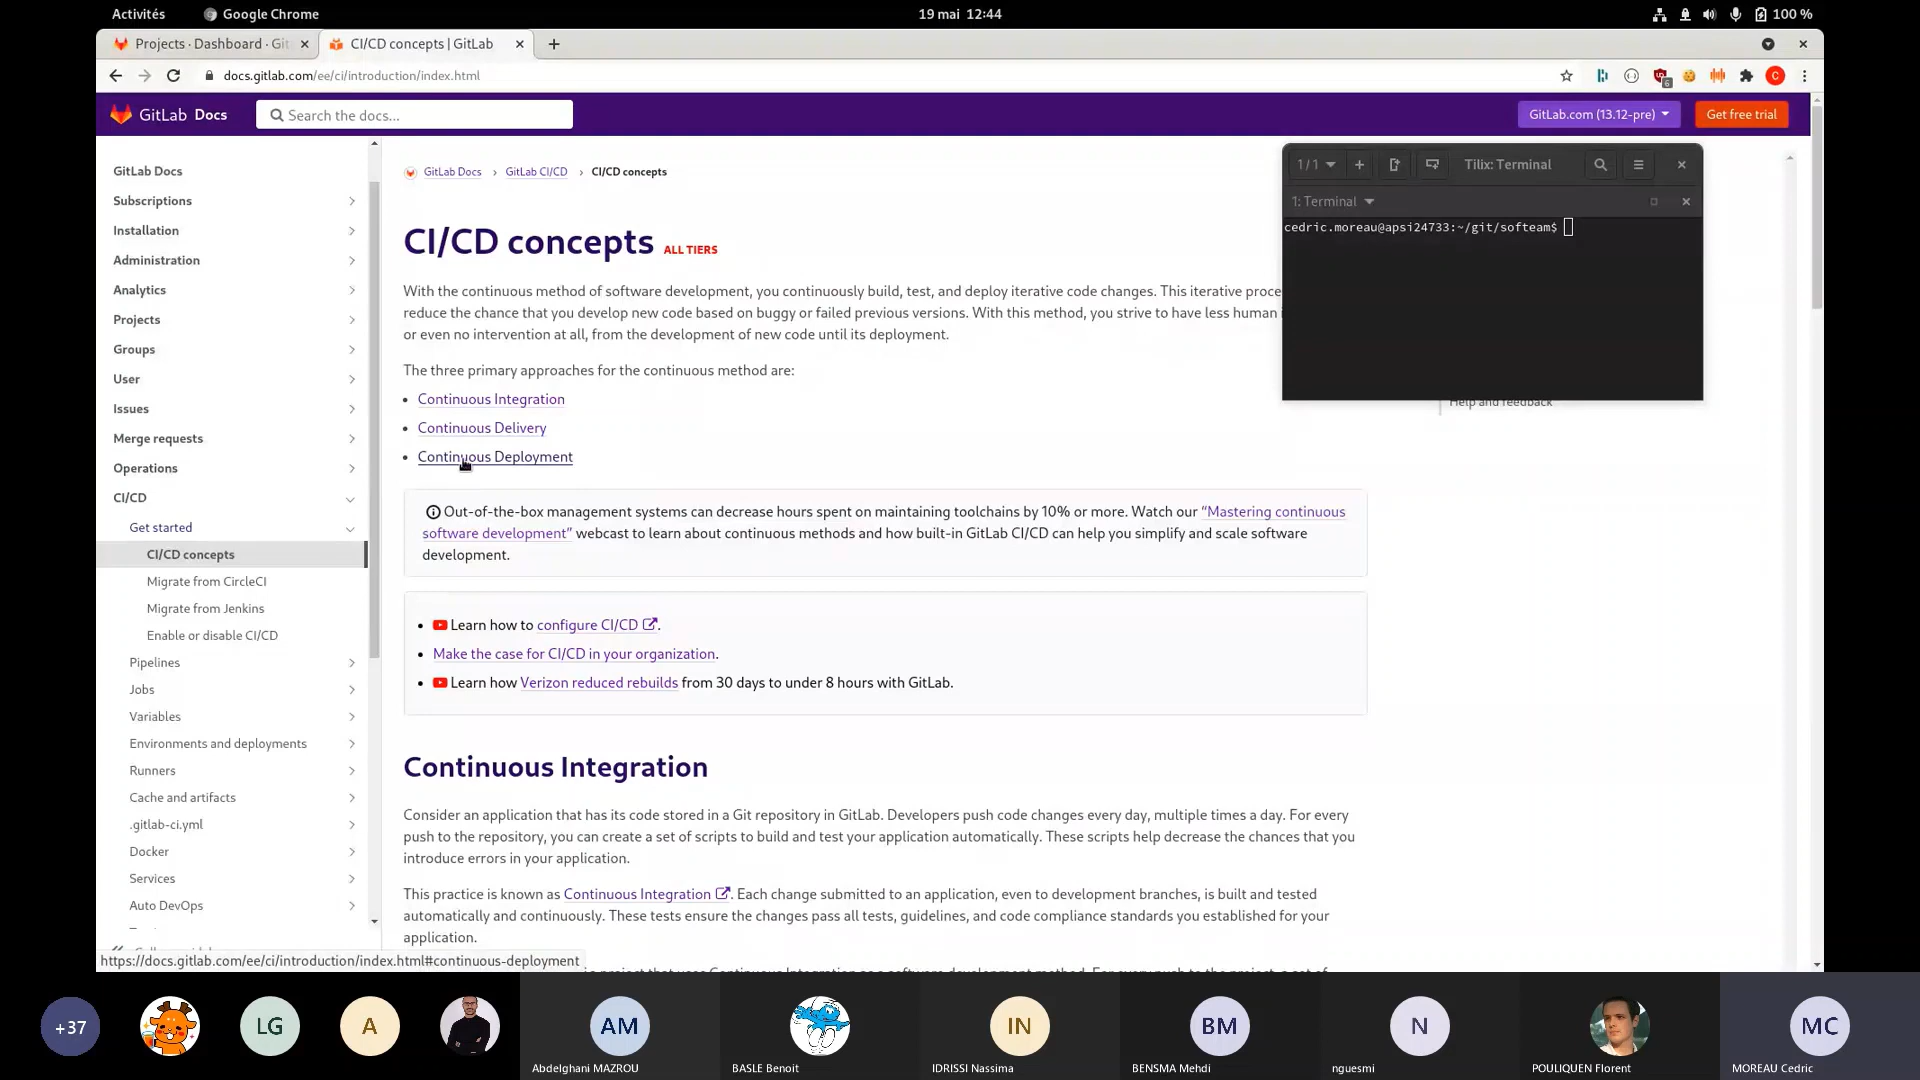 Activités
Google Chrome
19 mai 12:44
100 %
Projects · Dashboard · Git
CI/CD concepts | GitLab
docs.gitlab.com/ee/ci/introduction/index.html
GitLab Docs
Search the docs...
GitLab.com (13.12-pre)
Get free trial
GitLab Docs
Subscriptions
Installation
Administration
Analytics
Projects
Groups
User
Issues
Merge requests
Operations
CI/CD
Get started
CI/CD concepts
Migrate from CircleCI
Migrate from Jenkins
Enable or disable CI/CD
Pipelines
Jobs
Variables
Environments and deployments
Runners
Cache and artifacts
.gitlab-ci.yml
Docker
Services
Auto DevOps
GitLab Docs › GitLab CI/CD › CI/CD concepts
CI/CD concepts ALL TIERS
With the continuous method of software development, you continuously build, test, and deploy iterative code changes. This iterative
reduce the chance that you develop new code based on buggy or failed previous versions. With this method, you strive to have less human
or even no intervention at all, from the development of new code until its deployment.
The three primary approaches for the continuous method are:
• Continuous Integration
• Continuous Delivery
• Continuous Deployment
Out-of-the-box management systems can decrease hours spent on maintaining toolchains by 10% or more. Watch our “Mastering continuous
software development” webcast to learn about continuous methods and how built-in GitLab CI/CD can help you simplify and scale software
development.
• Learn how to configure CI/CD.
• Make the case for CI/CD in your organization.
• Learn how Verizon reduced rebuilds from 30 days to under 8 hours with GitLab.
Continuous Integration
Consider an application that has its code stored in a Git repository in GitLab. Developers push code changes every day, multiple times a day. For every
push to the repository, you can create a set of scripts to build and test your application automatically. These scripts help decrease the chances that you
introduce errors in your application.
This practice is known as Continuous Integration. Each change submitted to an application, even to development branches, is built and tested
automatically and continuously. These tests ensure the changes pass all tests, guidelines, and code compliance standards you established for your
application.
1 / 1
Tilix: Terminal
1: Terminal
cedric.moreau@apsi24733:~/git/softeam$
Help and feedback
https://docs.gitlab.com/ee/ci/introduction/index.html#continuous-deployment
+37
LG
A
AM
IN
BM
N
MC
Abdelghani MAZROU
BASLE Benoit
IDRISSI Nassima
BENSMA Mehdi
nguesmi
POULIQUEN Florent
MOREAU Cedric